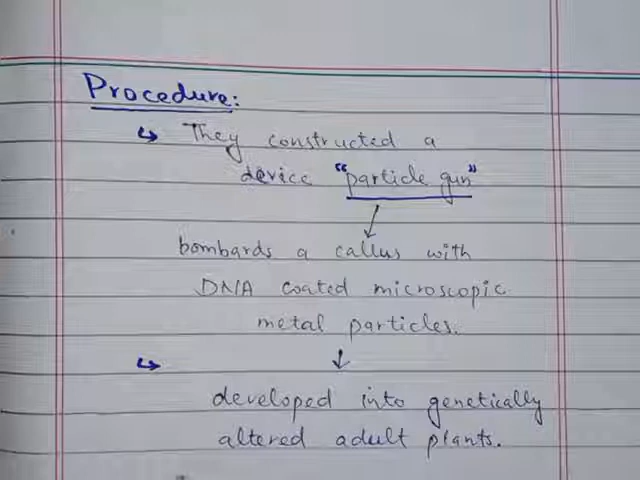 Procedure:
↳ They constructed a
device "particle gun"
↓
bombards a callus with
DNA coated microscopic
metal particles.
↳ ↓
developed into genetically
altered adult plants.